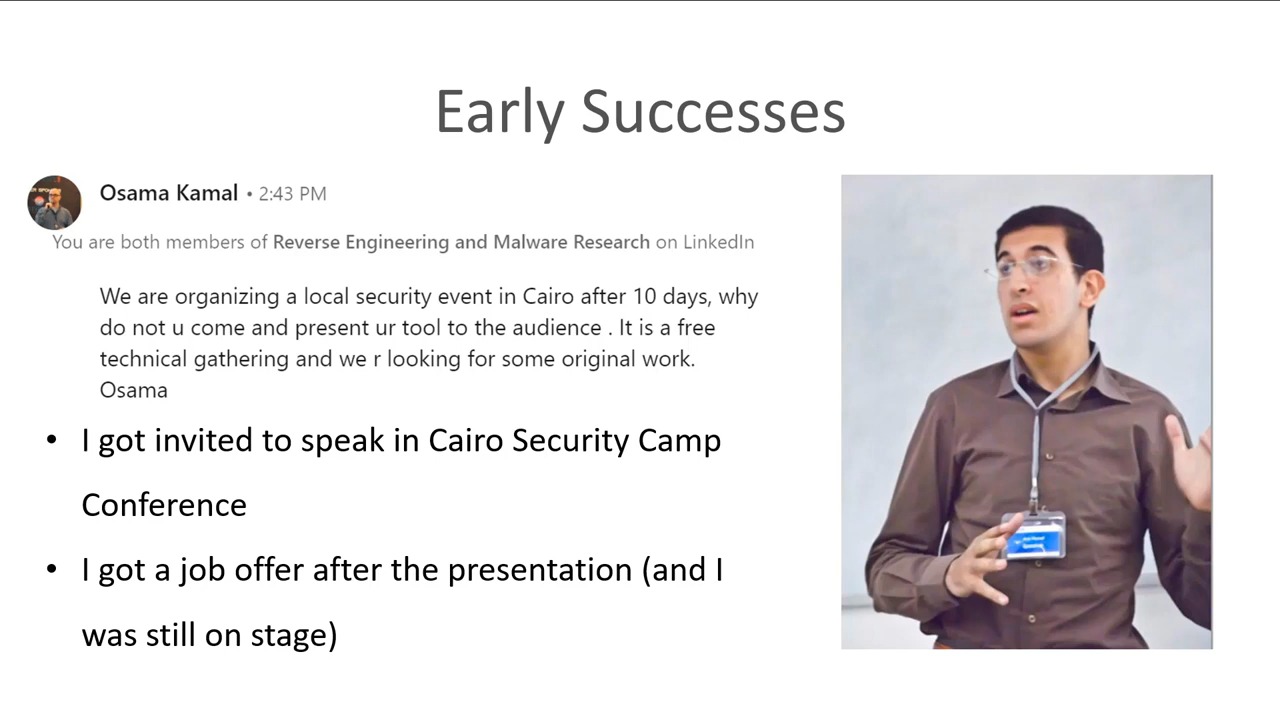 Early Successes
Osama Kamal • 2:43 PM
You are both members of Reverse Engineering and Malware Research on LinkedIn
We are organizing a local security event in Cairo after 10 days, why
do not u come and present ur tool to the audience . It is a free
technical gathering and we r looking for some original work.
Osama
• I got invited to speak in Cairo Security Camp
Conference
• I got a job offer after the presentation (and I
was still on stage)